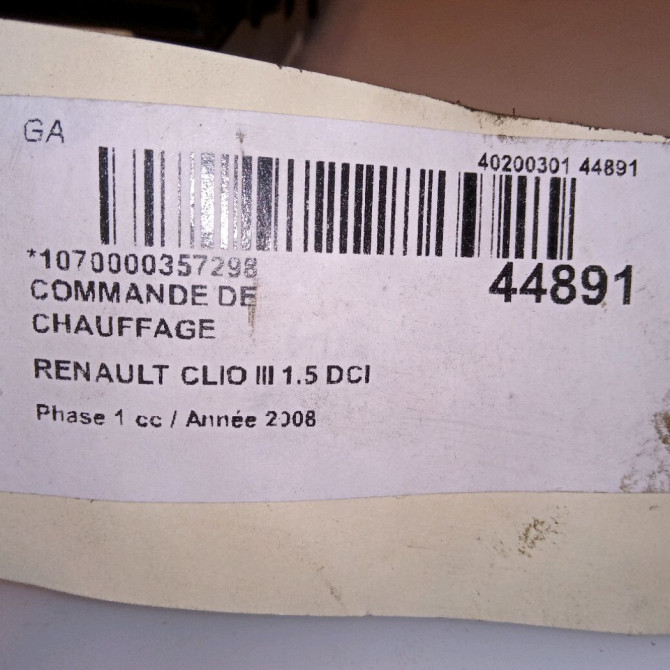 GA
40200301 44891
*1070000357298
44891
COMMANDE DE
CHAUFFAGE
RENAULT CLIO III 1.5 DCI
Phase 1 cc / Année 2008